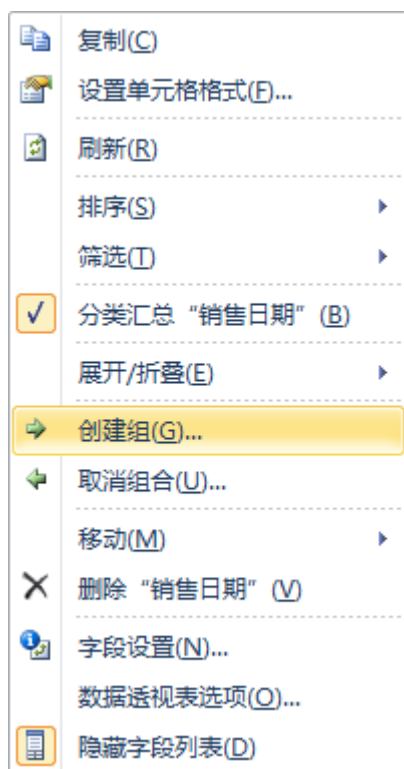 复制(C)
设置单元格格式(F)...
刷新(R)
排序(S)
筛选(T)
分类汇总“销售日期”(B)
展开/折叠(E)
创建组(G)...
取消组合(U)...
移动(M)
删除“销售日期”(V)
字段设置(N)...
数据透视表选项(O)...
隐藏字段列表(D)